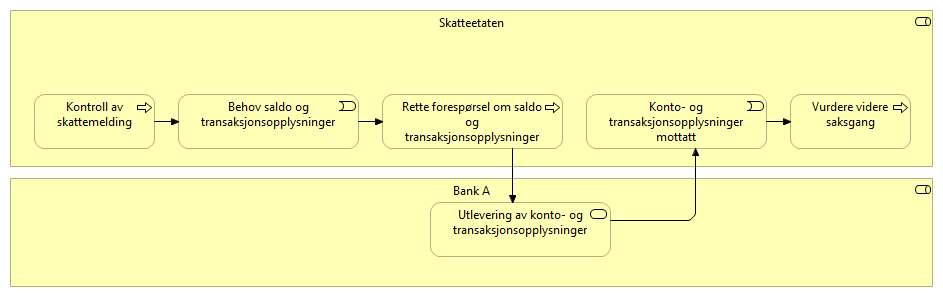 Skatteetaten
Kontroll av
skattemelding
Behov saldo og
transaksjonsopplysninger
Rette forespørsel om saldo
og
transaksjonsopplysninger
Konto- og
transaksjonsopplysninger
mottatt
Vurdere videre
saksgang
Bank A
Utlevering av konto- og
transaksjonsopplysninger